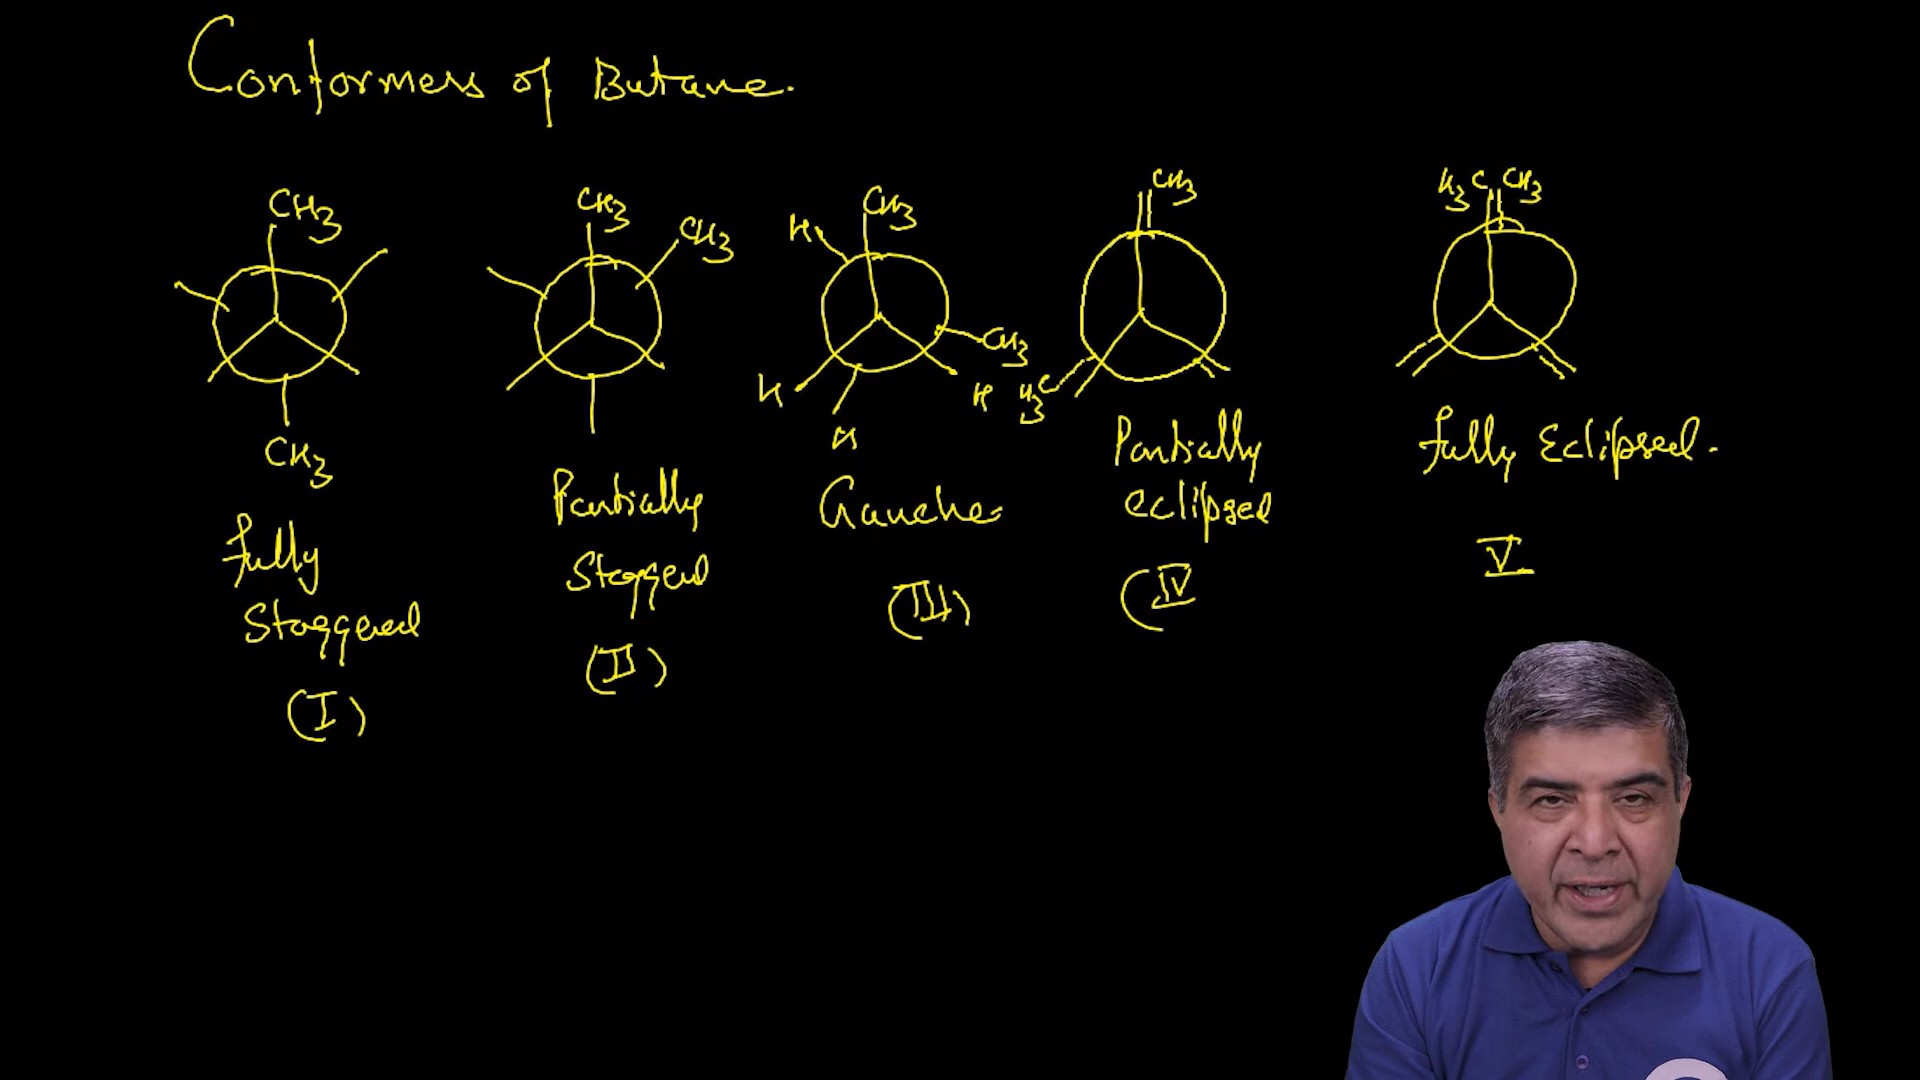 Conformers of Butane.
CH3
CH3
Fully
Staggered
(I)
CH3
CH3
Partially
Staggered
(II)
CH3
H
CH3
H
H
H
Gauche
(III)
CH3
H3C
Partially
eclipsed
(IV
H3C CH3
Fully Eclipsed.
V